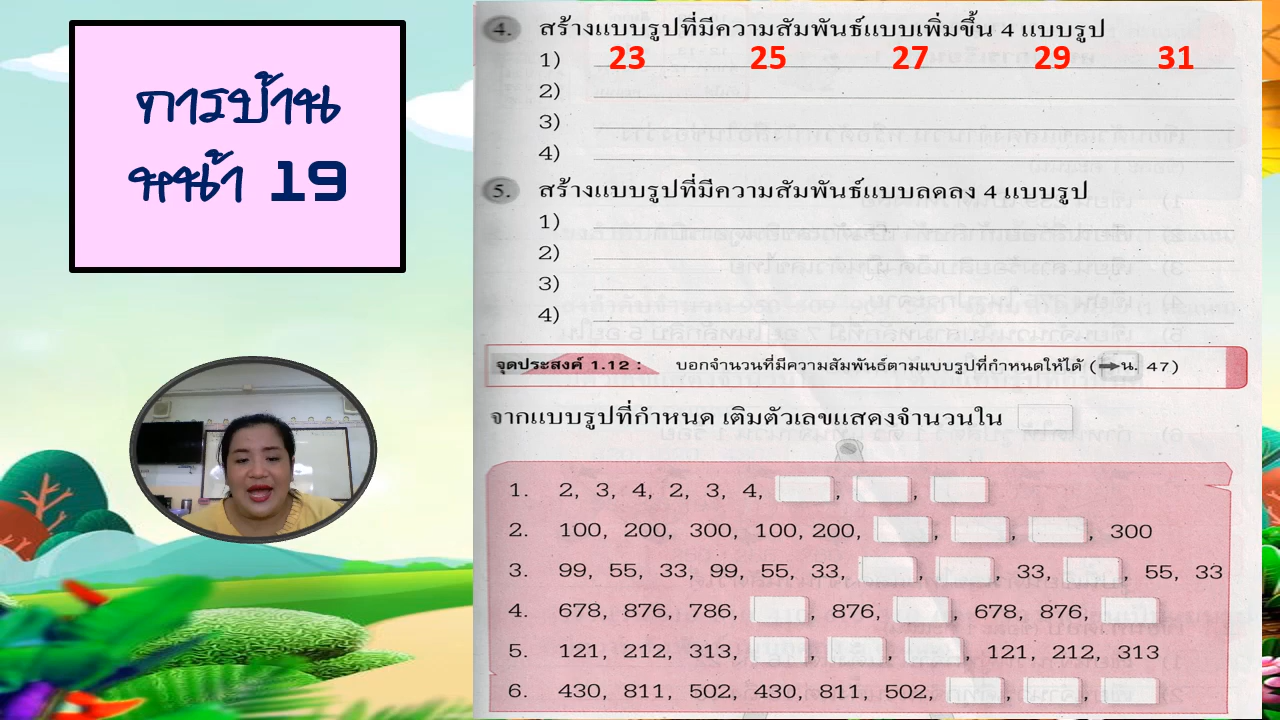 การบ้าน
หน้า 19
4. สร้างแบบรูปที่มีความสัมพันธ์แบบเพิ่มขึ้น 4 แบบรูป
1) 23 25 27 29 31
2)
3)
4)
5. สร้างแบบรูปที่มีความสัมพันธ์แบบลดลง 4 แบบรูป
1)
2)
3)
4)
จุดประสงค์ 1.12 : บอกจำนวนที่มีความสัมพันธ์ตามแบบรูปที่กำหนดให้ได้ (➡น. 47)
จากแบบรูปที่กำหนด เติมตัวเลขแสดงจำนวนใน
1. 2, 3, 4, 2, 3, 4, , ,
2. 100, 200, 300, 100, 200, , , , 300
3. 99, 55, 33, 99, 55, 33, , , 33, , 55, 33
4. 678, 876, 786, , 876, , 678, 876,
5. 121, 212, 313, , , , 121, 212, 313
6. 430, 811, 502, 430, 811, 502, , ,